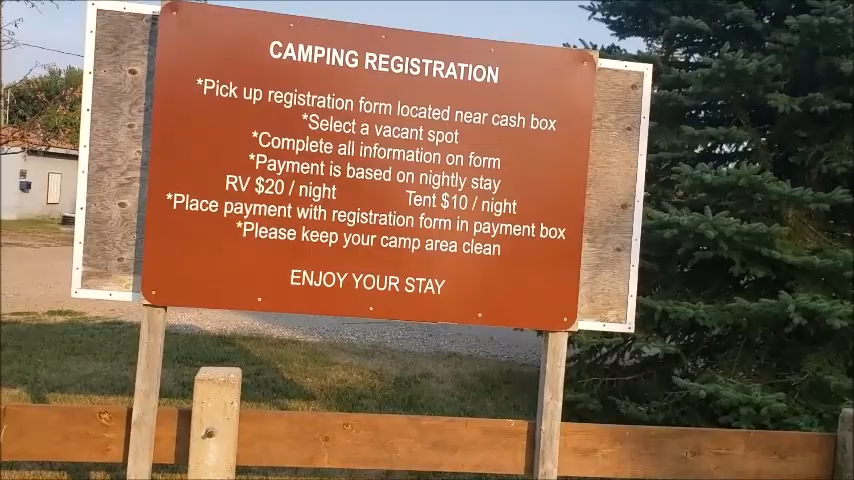 CAMPING REGISTRATION
*Pick up registration form located near cash box
*Select a vacant spot
*Complete all information on form
*Payment is based on nightly stay
RV $20 / night Tent $10 / night
*Place payment with registration form in payment box
*Please keep your camp area clean
ENJOY YOUR STAY